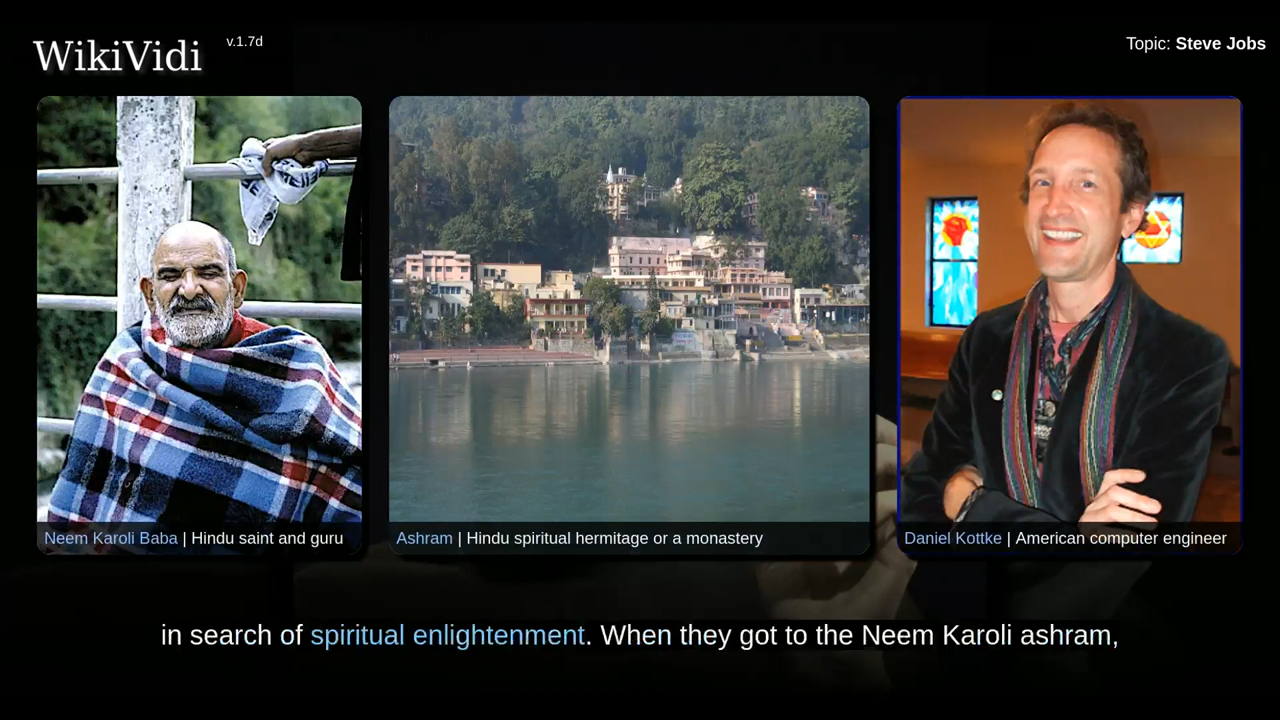 WikiVidi v.1.7d
Topic: Steve Jobs
Neem Karoli Baba | Hindu saint and guru
Ashram | Hindu spiritual hermitage or a monastery
Daniel Kottke | American computer engineer
in search of spiritual enlightenment. When they got to the Neem Karoli ashram,